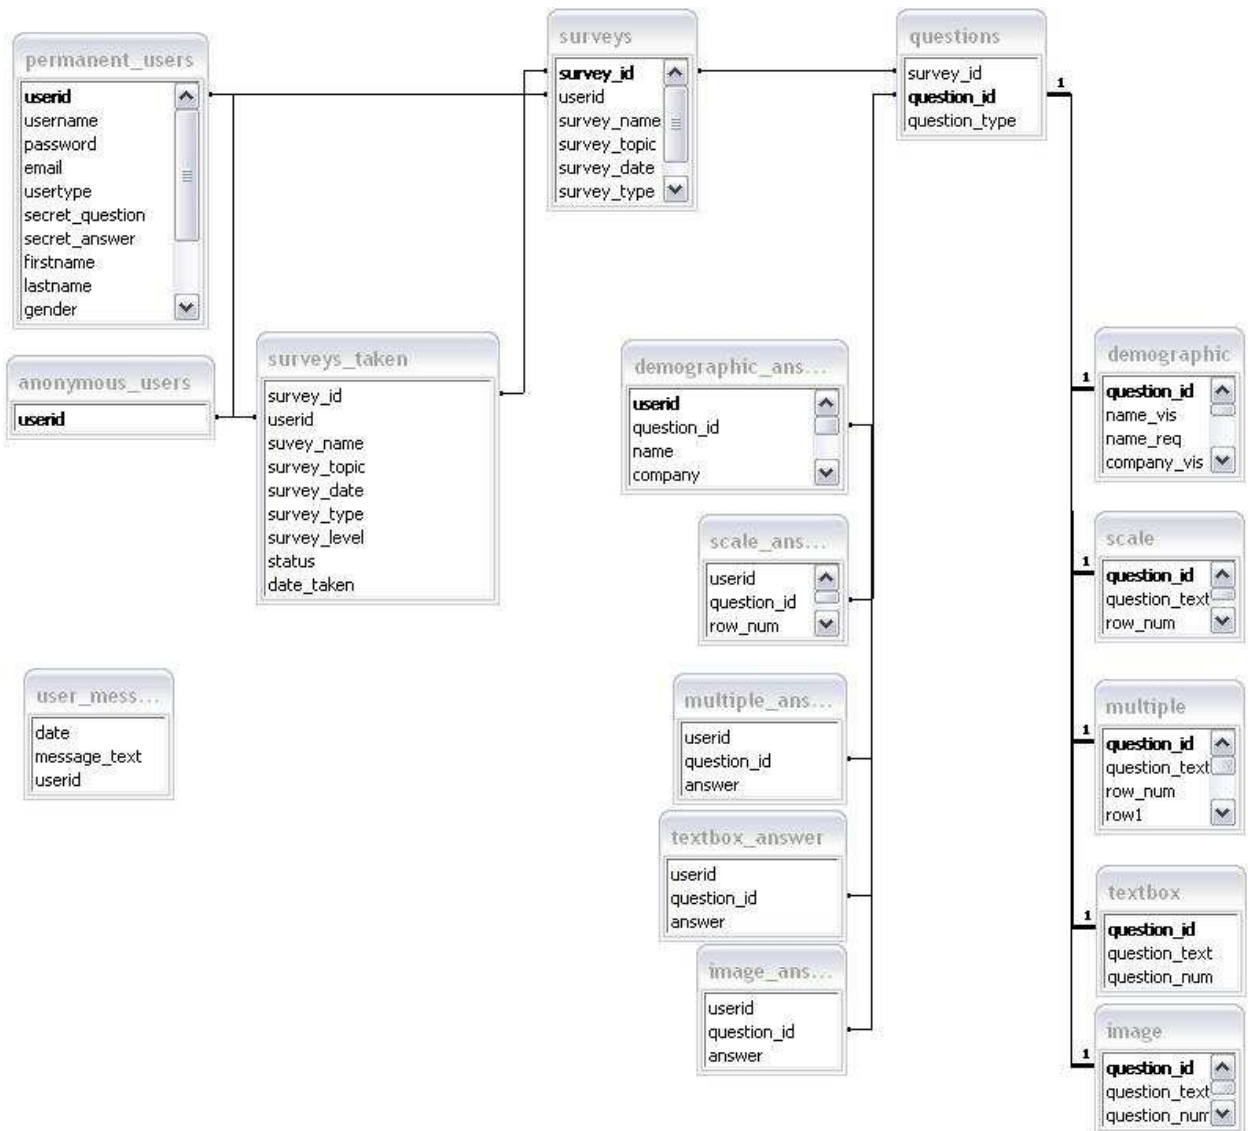 permanent_users
userid
username
password
email
usertype
secret_question
secret_answer
firstname
lastname
gender
surveys
survey_id
userid
survey_name
survey_topic
survey_date
survey_type
questions
survey_id
question_id
question_type
1
anonymous_users
userid
surveys_taken
survey_id
userid
suvey_name
survey_topic
survey_date
survey_type
survey_level
status
date_taken
demographic_ans...
userid
question_id
name
company
scale_ans...
userid
question_id
row_num
user_mess...
date
message_text
userid
multiple_ans...
userid
question_id
answer
textbox_answer
userid
question_id
answer
image_ans...
userid
question_id
answer
demographic
1
question_id
name_vis
name_req
company_vis
scale
1
question_id
question_text
row_num
multiple
1
question_id
question_text
row_num
row1
textbox
1
question_id
question_text
question_num
image
1
question_id
question_text
question_num